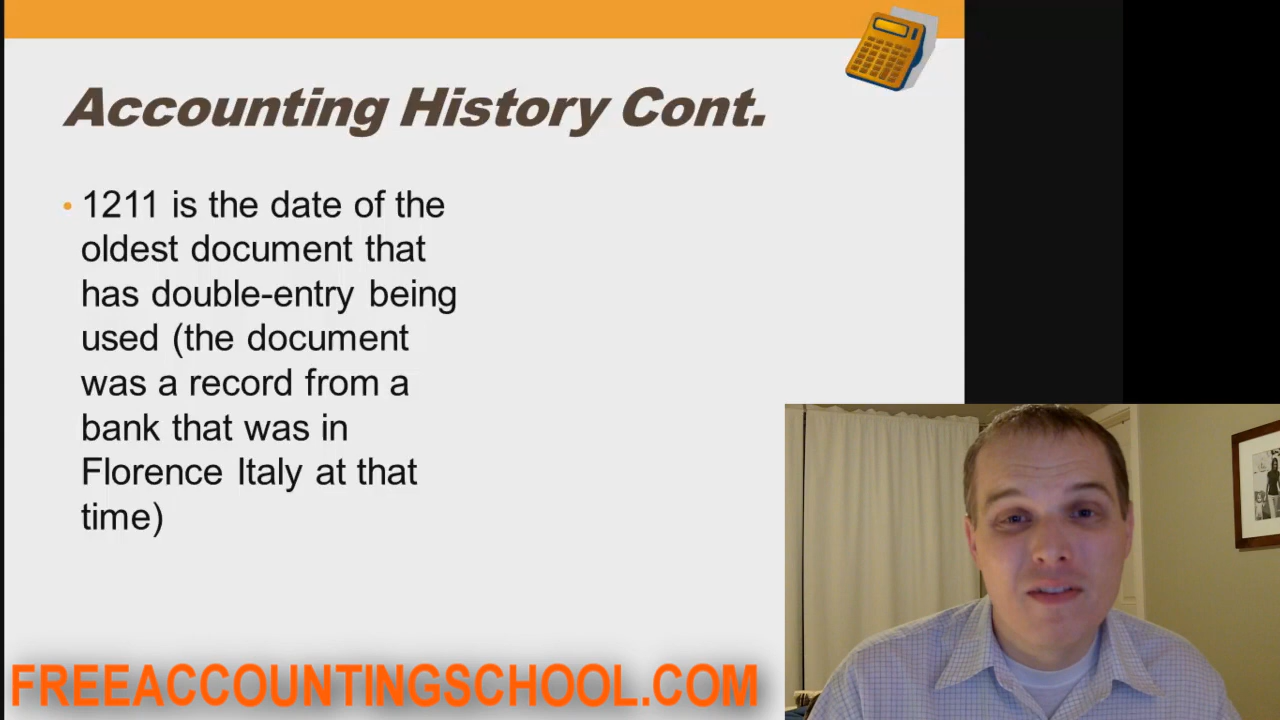 Accounting History Cont.
• 1211 is the date of the
oldest document that
has double-entry being
used (the document
was a record from a
bank that was in
Florence Italy at that
time)
FREEACCOUNTINGSCHOOL.COM